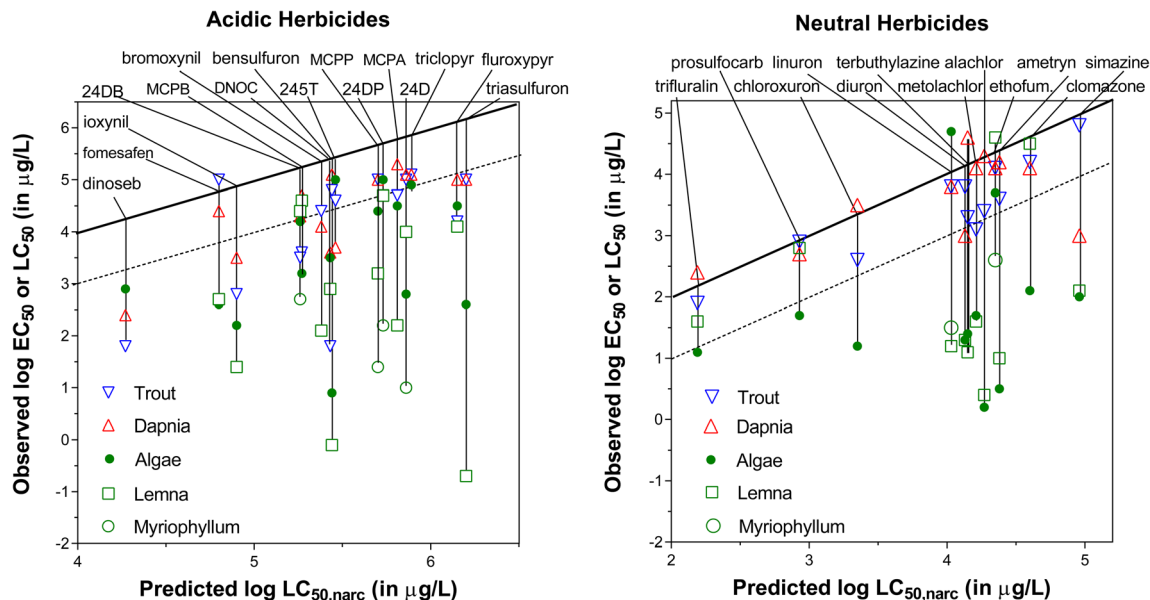 Acidic Herbicides
bromoxynil bensulfuron MCPP MCPA triclopyr fluroxypyr
24DB MCPB DNOC 245T 24DP 24D triasulfuron
ioxynil
fomesafen
dinoseb
6
5
4
3
2
1
0
-1
-2
Trout
Dapnia
Algae
Lemna
Myriophyllum
4 5 6
Observed log EC50 or LC50 (in μg/L)
Predicted log LC50,narc (in μg/L)
Neutral Herbicides
prosulfocarb linuron terbuthylazine alachlor ametryn simazine
trifluralin chloroxuron diuron metolachlor ethofum. clomazone
5
4
3
2
1
0
-1
-2
Trout
Dapnia
Algae
Lemna
Myriophyllum
2 3 4 5
Observed log EC50 or LC50 (in μg/L)
Predicted log LC50,narc (in μg/L)